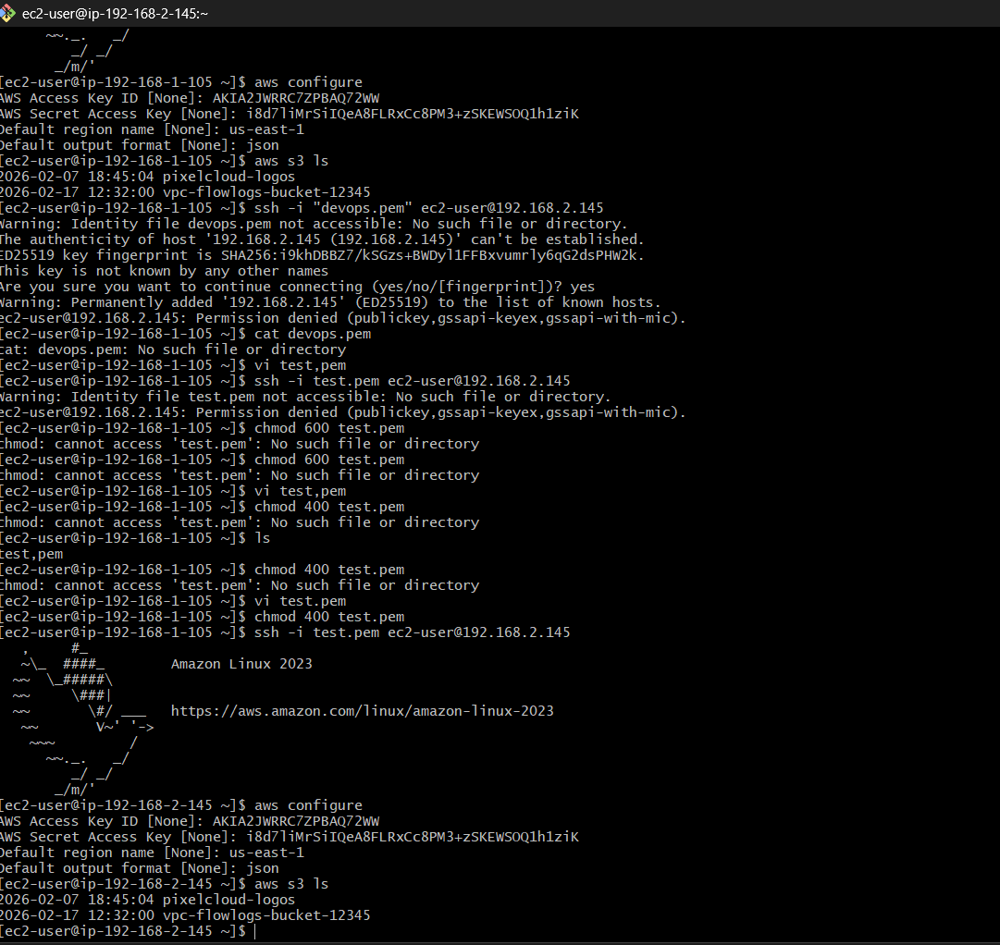 ec2-user@ip-192-168-2-145:~
~~._.   _/
_/ _/
_/m/'
[ec2-user@ip-192-168-1-105 ~]$ aws configure
AWS Access Key ID [None]: AKIA2JWRRC7ZPBAQ72WW
AWS Secret Access Key [None]: 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
Default region name [None]: us-east-1
Default output format [None]: json
[ec2-user@ip-192-168-1-105 ~]$ aws s3 ls
2026-02-07 18:45:04 pixelcloud-logos
2026-02-17 12:32:00 vpc-flowlogs-bucket-12345
[ec2-user@ip-192-168-1-105 ~]$ ssh -i "devops.pem" ec2-user@192.168.2.145
Warning: Identity file devops.pem not accessible: No such file or directory.
The authenticity of host '192.168.2.145 (192.168.2.145)' can't be established.
ED25519 key fingerprint is SHA256:i9khDBBZ7/kSGzs+BWDyl1FFBxvumrly6qG2dsPHW2k.
This key is not known by any other names
Are you sure you want to continue connecting (yes/no/[fingerprint])? yes
Warning: Permanently added '192.168.2.145' (ED25519) to the list of known hosts.
ec2-user@192.168.2.145: Permission denied (publickey,gssapi-keyex,gssapi-with-mic).
[ec2-user@ip-192-168-1-105 ~]$ cat devops.pem
cat: devops.pem: No such file or directory
[ec2-user@ip-192-168-1-105 ~]$ vi test,pem
[ec2-user@ip-192-168-1-105 ~]$ ssh -i test.pem ec2-user@192.168.2.145
Warning: Identity file test.pem not accessible: No such file or directory.
ec2-user@192.168.2.145: Permission denied (publickey,gssapi-keyex,gssapi-with-mic).
[ec2-user@ip-192-168-1-105 ~]$ chmod 600 test.pem
chmod: cannot access 'test.pem': No such file or directory
[ec2-user@ip-192-168-1-105 ~]$ chmod 600 test.pem
chmod: cannot access 'test.pem': No such file or directory
[ec2-user@ip-192-168-1-105 ~]$ vi test,pem
[ec2-user@ip-192-168-1-105 ~]$ chmod 400 test.pem
chmod: cannot access 'test.pem': No such file or directory
[ec2-user@ip-192-168-1-105 ~]$ ls
test,pem
[ec2-user@ip-192-168-1-105 ~]$ chmod 400 test.pem
chmod: cannot access 'test.pem': No such file or directory
[ec2-user@ip-192-168-1-105 ~]$ vi test.pem
[ec2-user@ip-192-168-1-105 ~]$ chmod 400 test.pem
[ec2-user@ip-192-168-1-105 ~]$ ssh -i test.pem ec2-user@192.168.2.145
,     #_
~\_  ####_        Amazon Linux 2023
~~  \_#####\
~~     \###|
~~       \#/ ___   https://aws.amazon.com/linux/amazon-linux-2023
~~       V~' '->
~~~         /
~~._.   _/
_/ _/
_/m/'
[ec2-user@ip-192-168-2-145 ~]$ aws configure
AWS Access Key ID [None]: AKIA2JWRRC7ZPBAQ72WW
AWS Secret Access Key [None]: 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
Default region name [None]: us-east-1
Default output format [None]: json
[ec2-user@ip-192-168-2-145 ~]$ aws s3 ls
2026-02-07 18:45:04 pixelcloud-logos
2026-02-17 12:32:00 vpc-flowlogs-bucket-12345
[ec2-user@ip-192-168-2-145 ~]$